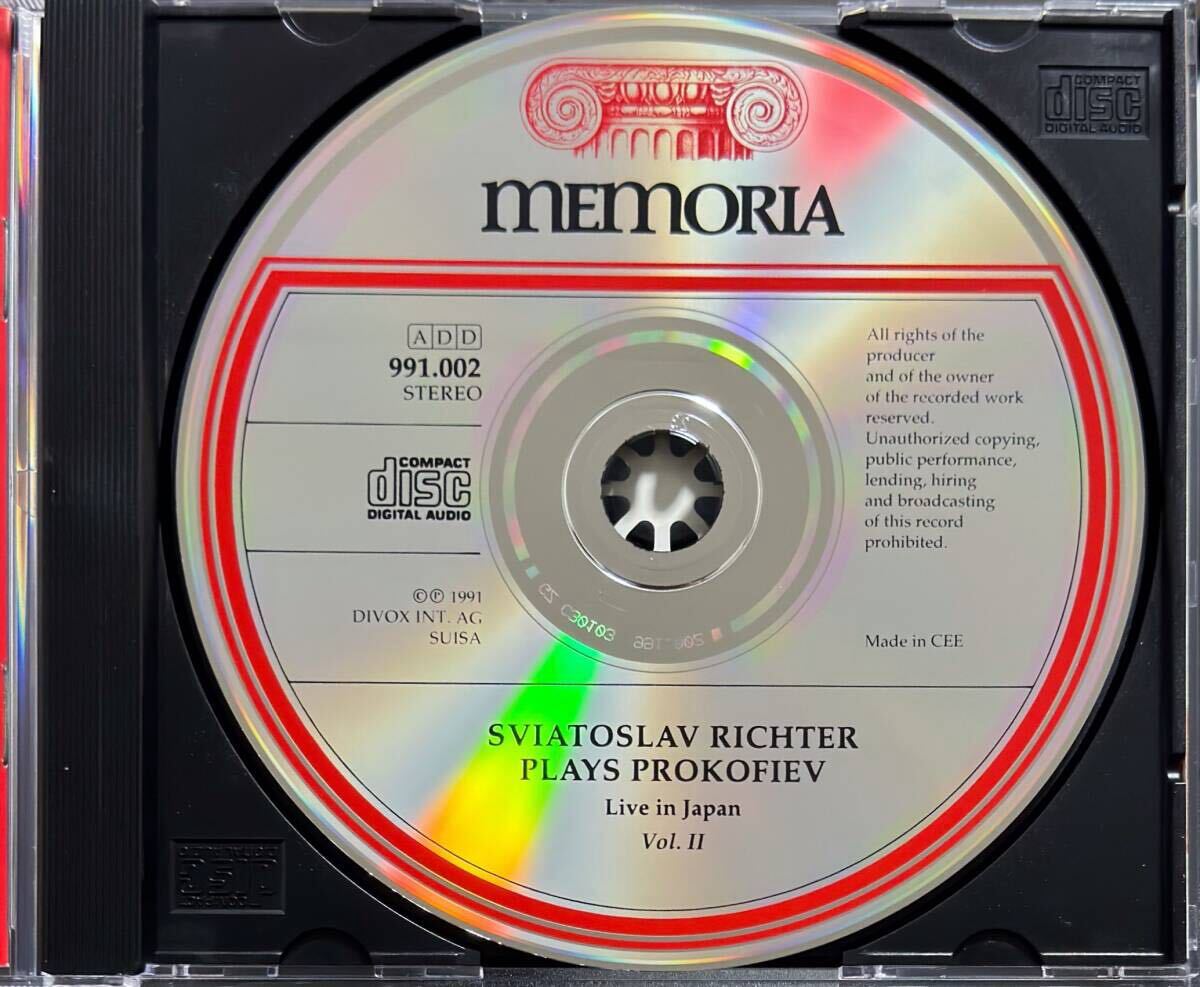 MEMORIA
ADD
991.002
STEREO
COMPACT
disc
DIGITAL AUDIO
©℗ 1991
DIVOX INT. AG
SUISA
All rights of the
producer
and of the owner
of the recorded work
reserved.
Unauthorized copying,
public performance,
lending, hiring
and broadcasting
of this record
prohibited.
Made in CEE
SVIATOSLAV RICHTER
PLAYS PROKOFIEV
Live in Japan
Vol. II
COMPACT
disc
DIGITAL AUDIO